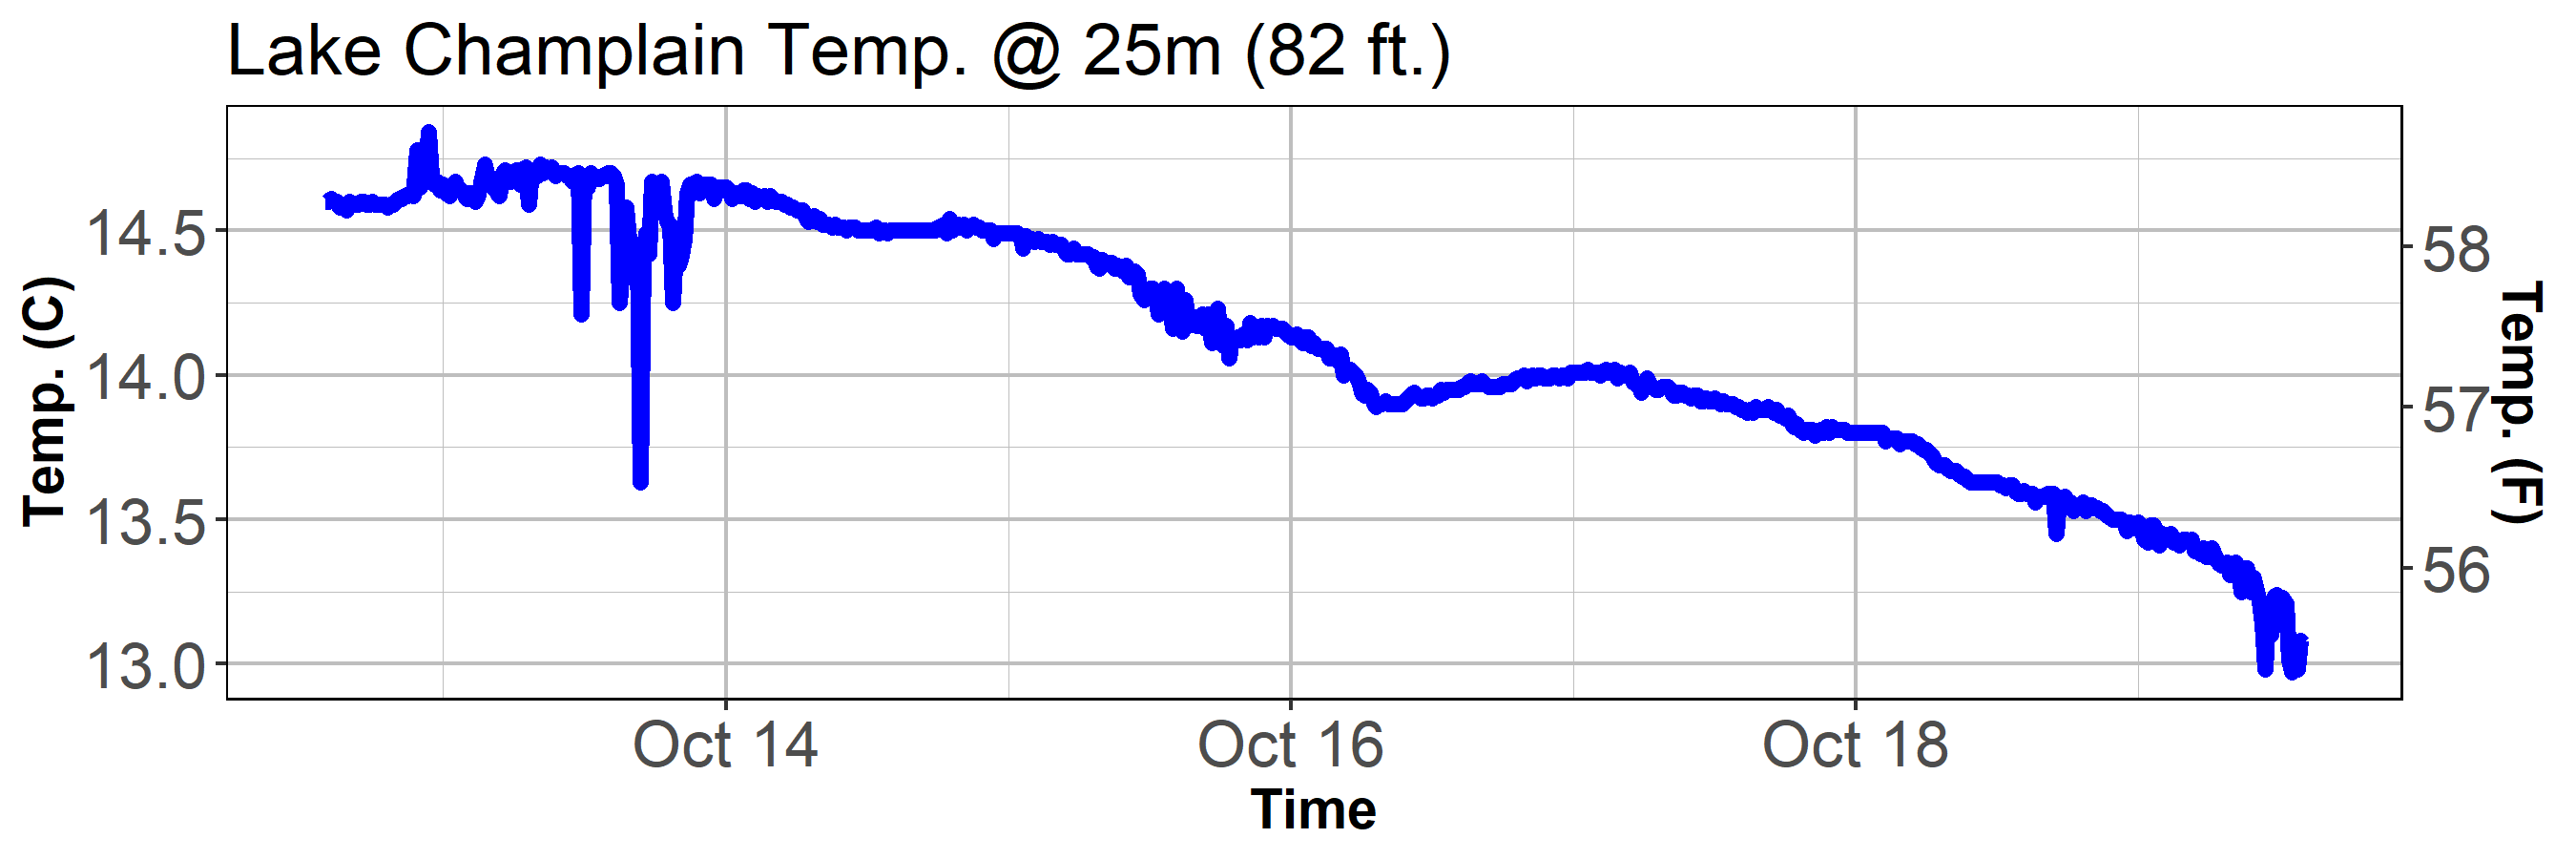 Lake Champlain Temp. @ 25m (82 ft.)
Temp. (C)
14.5
14.0
13.5
13.0
58
57
56
Temp. (F)
Oct 14
Oct 16
Oct 18
Time